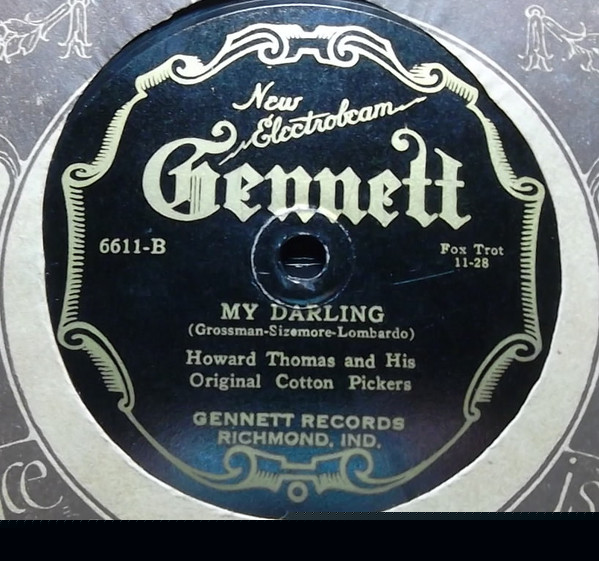 New
Electrobeam
Gennett
6611-B
Fox Trot
11-28
MY DARLING
(Grossman-Sizemore-Lombardo)
Howard Thomas and His
Original Cotton Pickers
GENNETT RECORDS
RICHMOND, IND.